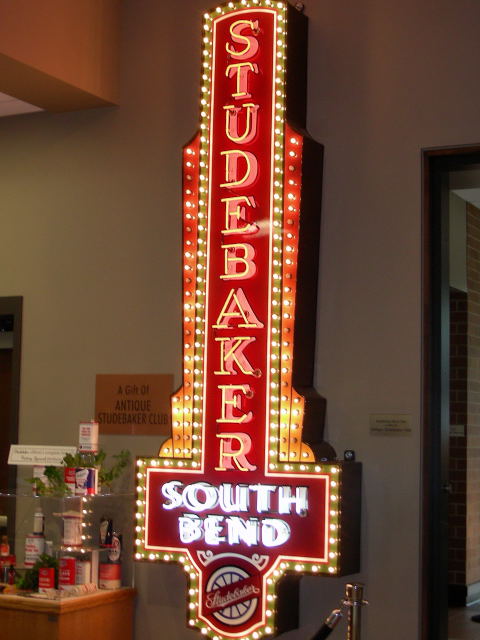 STUDEBAKER
SOUTH
BEND
Studebaker
A Gift Of
ANTIQUE
STUDEBAKER CLUB